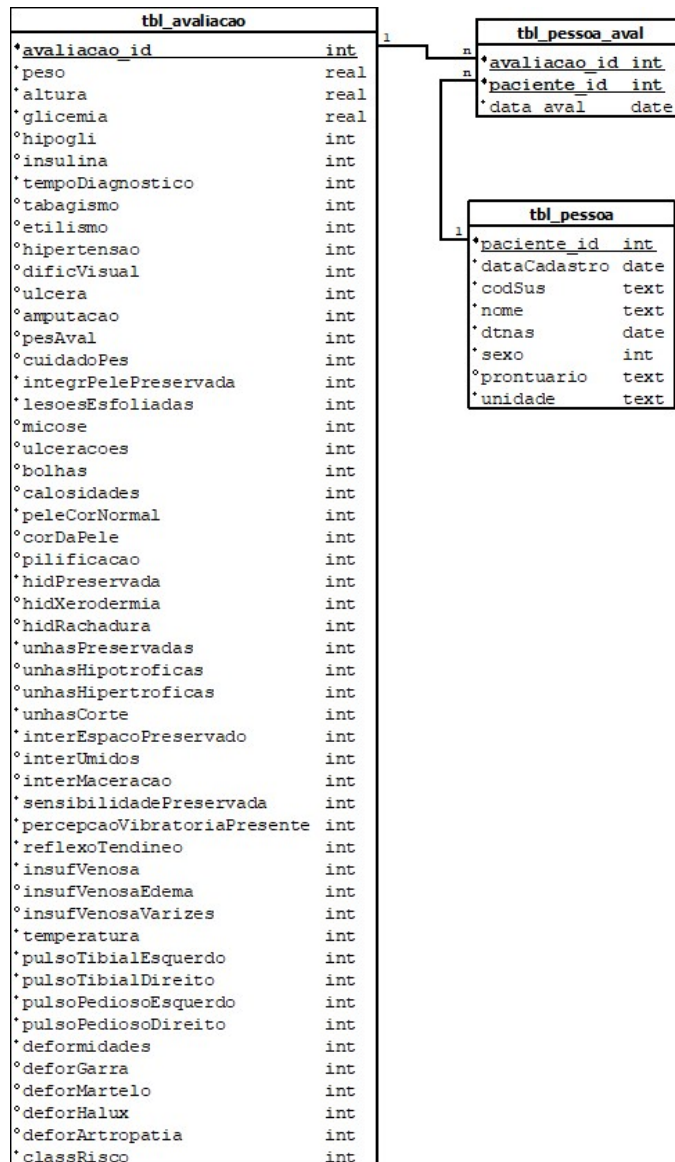 tbl_avaliacao
avaliacao_id int
peso real
altura real
glicemia real
hipogli int
insulina int
tempoDiagnostico int
tabagismo int
etilismo int
hipertensao int
dificVisual int
ulcera int
amputacao int
pesAval int
cuidadoPes int
integrPelePreservada int
lesoesEsfoliadas int
micose int
ulceracoes int
bolhas int
calosidades int
peleCorNormal int
corDaPele int
pilificacao int
hidPreservada int
hidXerodermia int
hidRachadura int
unhasPreservadas int
unhasHipotroficas int
unhasHipertroficas int
unhasCorte int
interEspacoPreservado int
interUmidos int
interMaceracao int
sensibilidadePreservada int
percepcaoVibratoriaPresente int
reflexoTendineo int
insufVenosa int
insufVenosaEdema int
insufVenosaVarizes int
temperatura int
pulsoTibialEsquerdo int
pulsoTibialDireito int
pulsoPediosoEsquerdo int
pulsoPediosoDireito int
deformidades int
deforGarra int
deforMartelo int
deforHalux int
deforArtropatia int
classRisco int
1
n
n
tbl_pessoa_aval
avaliacao_id int
paciente_id int
data_aval date
1
tbl_pessoa
paciente_id int
dataCadastro date
codSus text
nome text
dtnas date
sexo int
prontuario text
unidade text